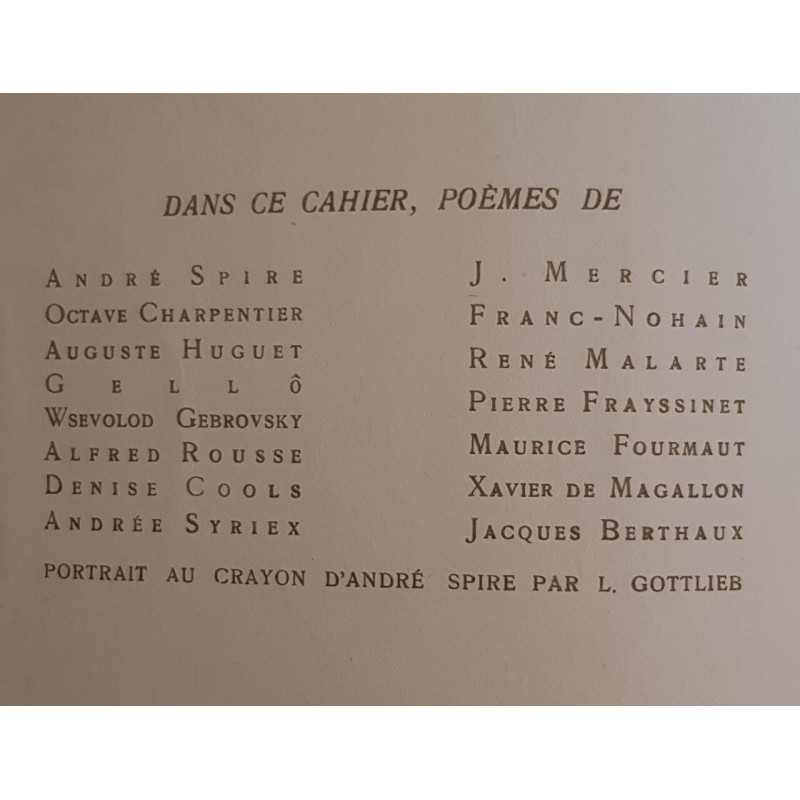 DANS CE CAHIER, POÈMES DE
ANDRÉ SPIRE
OCTAVE CHARPENTIER
AUGUSTE HUGUET
GELLÔ
WSEVOLOD GEBROVSKY
ALFRED ROUSSE
DENISE COOLS
ANDRÉE SYRIEX
J. MERCIER
FRANC-NOHAIN
RENÉ MALARTE
PIERRE FRAYSSINET
MAURICE FOURMAUT
XAVIER DE MAGALLON
JACQUES BERTHAUX
PORTRAIT AU CRAYON D'ANDRÉ SPIRE PAR L. GOTTLIEB